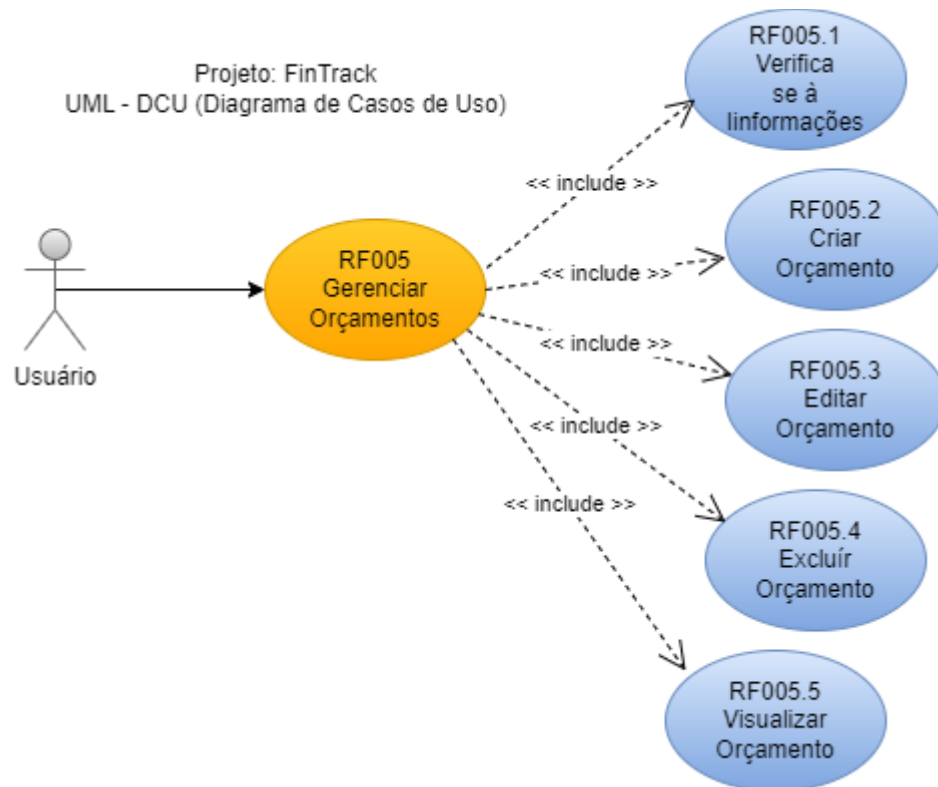 Projeto: FinTrack
UML - DCU (Diagrama de Casos de Uso)
Usuário
RF005
Gerenciar
Orçamentos
<< include >>
<< include >>
<< include >>
<< include >>
<< include >>
RF005.1
Verifica
se à
linformações
RF005.2
Criar
Orçamento
RF005.3
Editar
Orçamento
RF005.4
Excluír
Orçamento
RF005.5
Visualizar
Orçamento